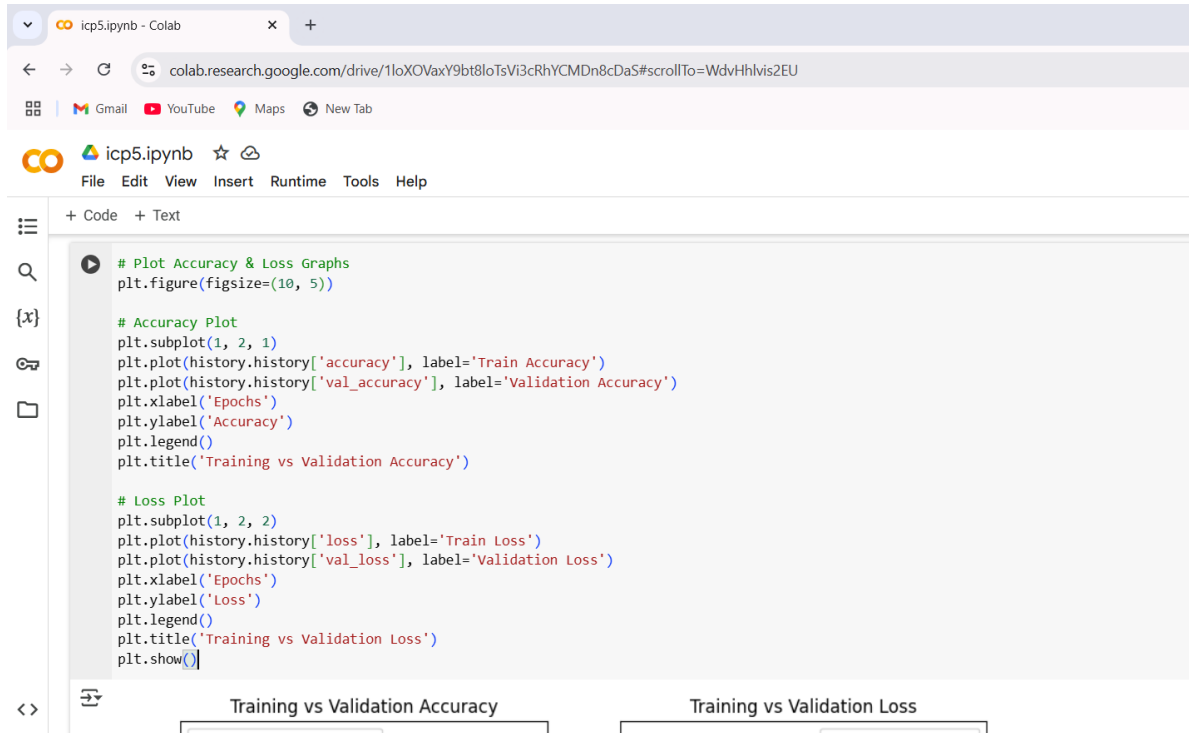 icp5.ipynb - Colab
colab.research.google.com/drive/1loXOVaxY9bt8loTsVi3cRhYCMDn8cDaS#scrollTo=WdvHhlvis2EU
Gmail YouTube Maps New Tab
icp5.ipynb
File Edit View Insert Runtime Tools Help
+ Code + Text
# Plot Accuracy & Loss Graphs
plt.figure(figsize=(10, 5))
# Accuracy Plot
plt.subplot(1, 2, 1)
plt.plot(history.history['accuracy'], label='Train Accuracy')
plt.plot(history.history['val_accuracy'], label='Validation Accuracy')
plt.xlabel('Epochs')
plt.ylabel('Accuracy')
plt.legend()
plt.title('Training vs Validation Accuracy')
# Loss Plot
plt.subplot(1, 2, 2)
plt.plot(history.history['loss'], label='Train Loss')
plt.plot(history.history['val_loss'], label='Validation Loss')
plt.xlabel('Epochs')
plt.ylabel('Loss')
plt.legend()
plt.title('Training vs Validation Loss')
plt.show()
Training vs Validation Accuracy Training vs Validation Loss